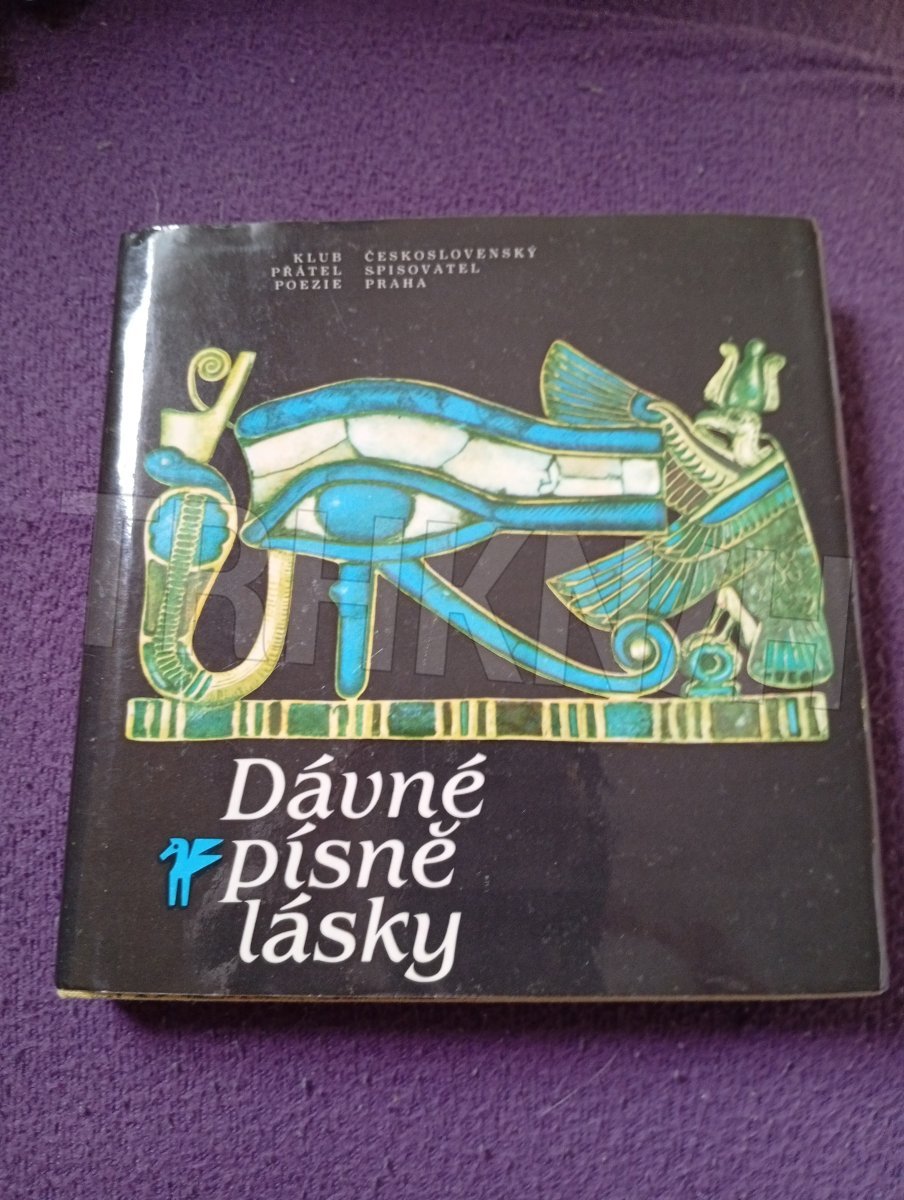 KLUB ČESKOSLOVENSKÝ
PŘÁTEL SPISOVATEL
POEZIE PRAHA
Dávné
písně
lásky